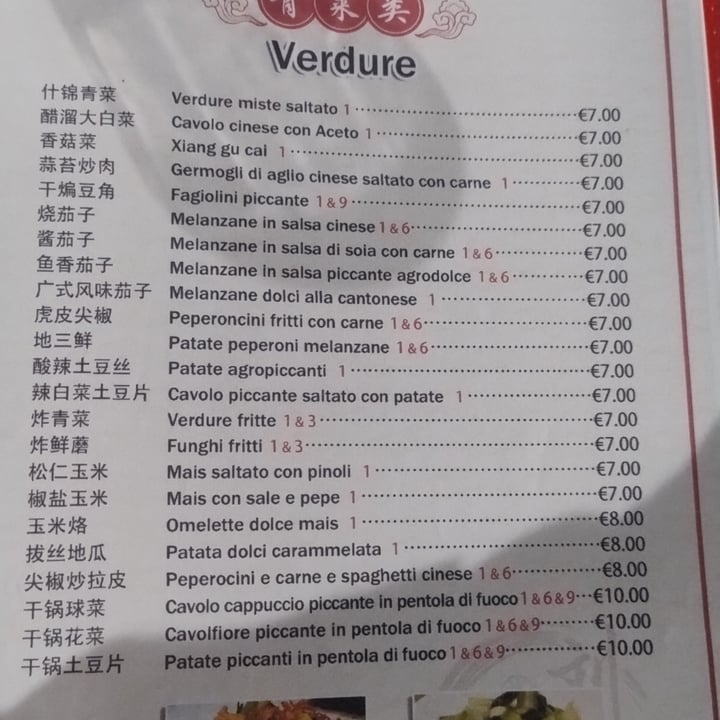 青菜类
Verdure
什锦青菜 Verdure miste saltato 1 €7.00
醋溜大白菜 Cavolo cinese con Aceto 1 €7.00
香菇菜 Xiang gu cai 1 €7.00
蒜苔炒肉 Germogli di aglio cinese saltato con carne 1 €7.00
干煸豆角 Fagiolini piccante 1 & 9 €7.00
烧茄子 Melanzane in salsa cinese 1 & 6 €7.00
酱茄子 Melanzane in salsa di soia con carne 1 & 6 €7.00
鱼香茄子 Melanzane in salsa piccante agrodolce 1 & 6 €7.00
广式风味茄子 Melanzane dolci alla cantonese 1 €7.00
虎皮尖椒 Peperoncini fritti con carne 1 & 6 €7.00
地三鲜 Patate peperoni melanzane 1 & 6 €7.00
酸辣土豆丝 Patate agropiccanti 1 €7.00
辣白菜土豆片 Cavolo piccante saltato con patate 1 €7.00
炸青菜 Verdure fritte 1 & 3 €7.00
炸鲜蘑 Funghi fritti 1 & 3 €7.00
松仁玉米 Mais saltato con pinoli 1 €7.00
椒盐玉米 Mais con sale e pepe 1 €7.00
玉米烙 Omelette dolce mais 1 €8.00
拔丝地瓜 Patata dolci carammelata 1 €8.00
尖椒炒拉皮 Peperocini e carne e spaghetti cinese 1 & 6 €8.00
干锅球菜 Cavolo cappuccio piccante in pentola di fuoco 1 & 6 & 9 €10.00
干锅花菜 Cavolfiore piccante in pentola di fuoco 1 & 6 & 9 €10.00
干锅土豆片 Patate piccanti in pentola di fuoco 1 & 6 & 9 €10.00